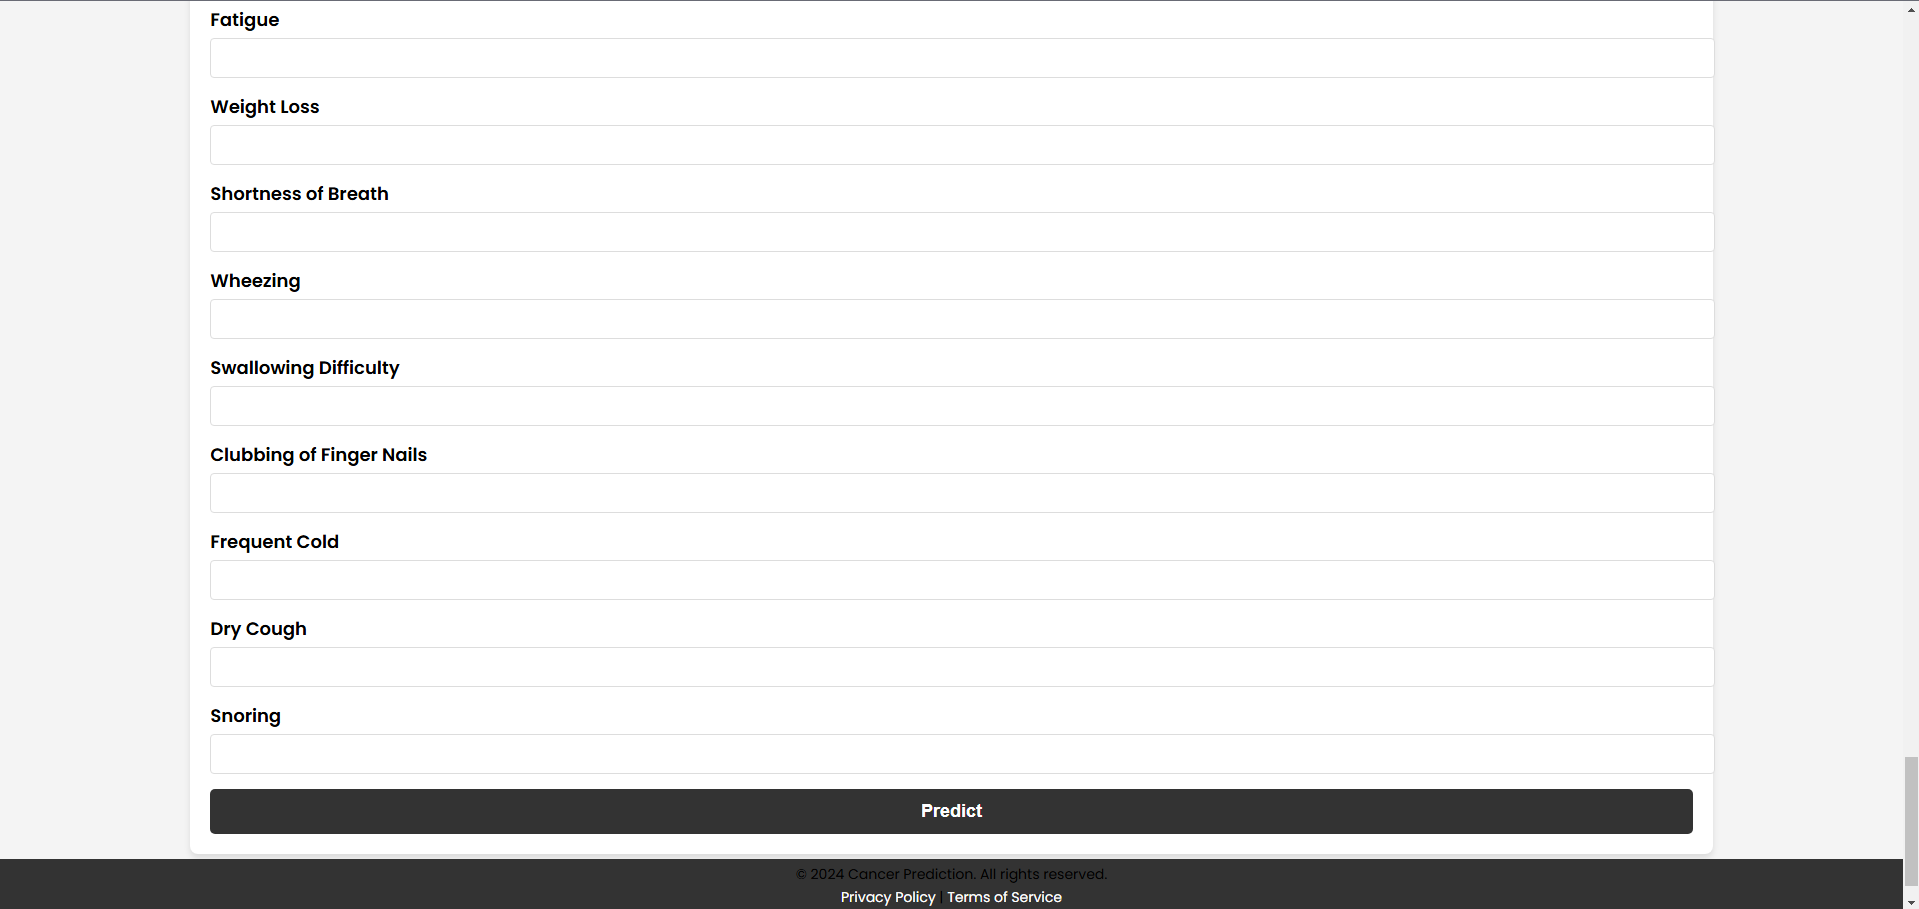 Fatigue
Weight Loss
Shortness of Breath
Wheezing
Swallowing Difficulty
Clubbing of Finger Nails
Frequent Cold
Dry Cough
Snoring
Predict
© 2024 Cancer Prediction. All rights reserved.
Privacy Policy | Terms of Service